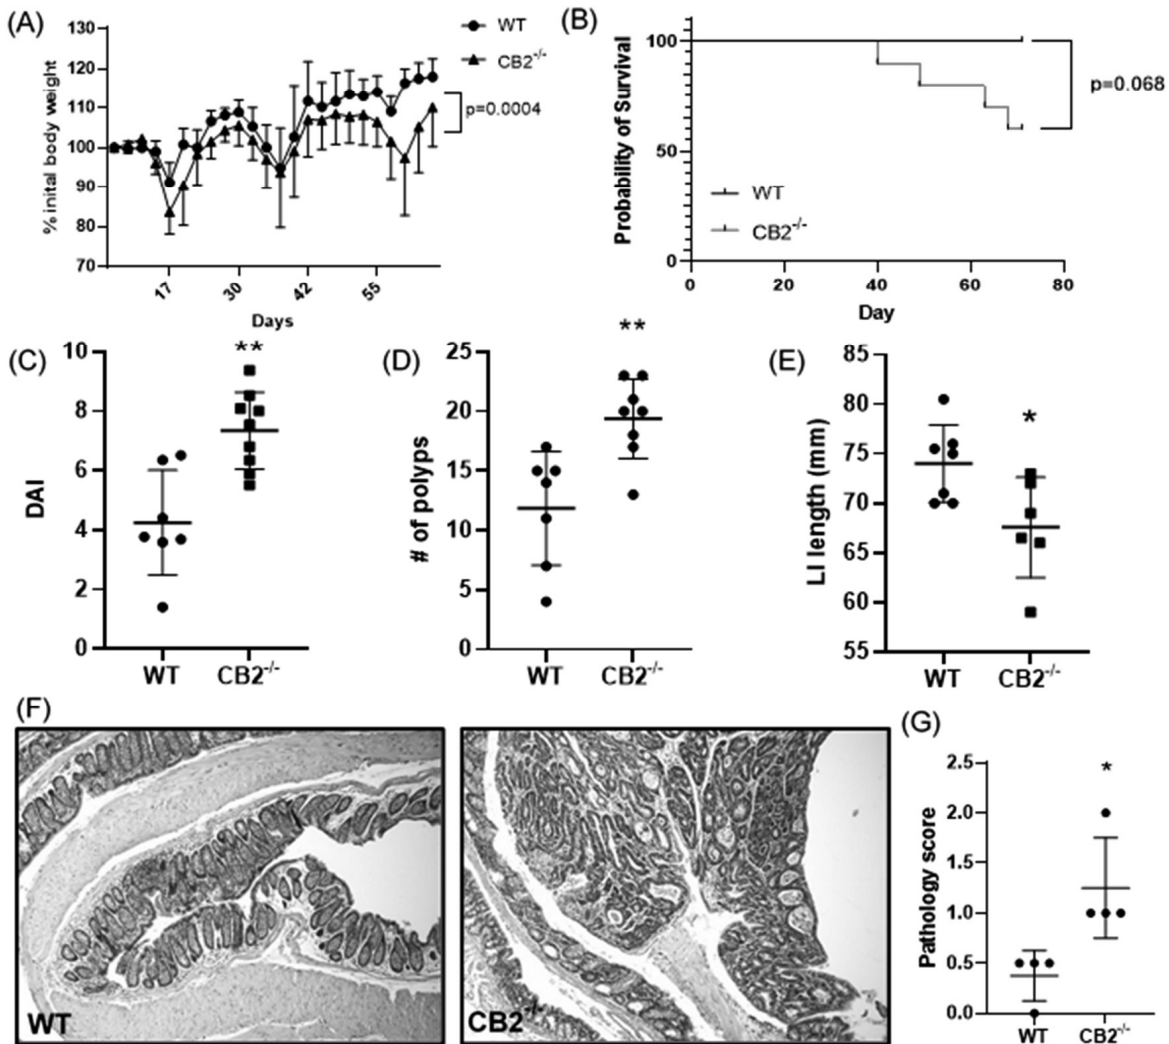 (A)
130
120
110
100
90
80
70
% inital body weight
17
30
42
55
Days
WT
CB2-/-
p=0.0004
(B)
100
50
0
Probability of Survival
WT
CB2-/-
0
20
40
60
80
Day
p=0.068
(C)
10
8
6
4
2
0
DAI
**
WT
CB2-/-
(D)
25
20
15
10
5
0
# of polyps
**
WT
CB2-/-
(E)
85
80
75
70
65
60
55
LI length (mm)
*
WT
CB2-/-
(F)
WT
CB2-/-
(G)
2.5
2.0
1.5
1.0
0.5
0.0
Pathology score
*
WT
CB2-/-